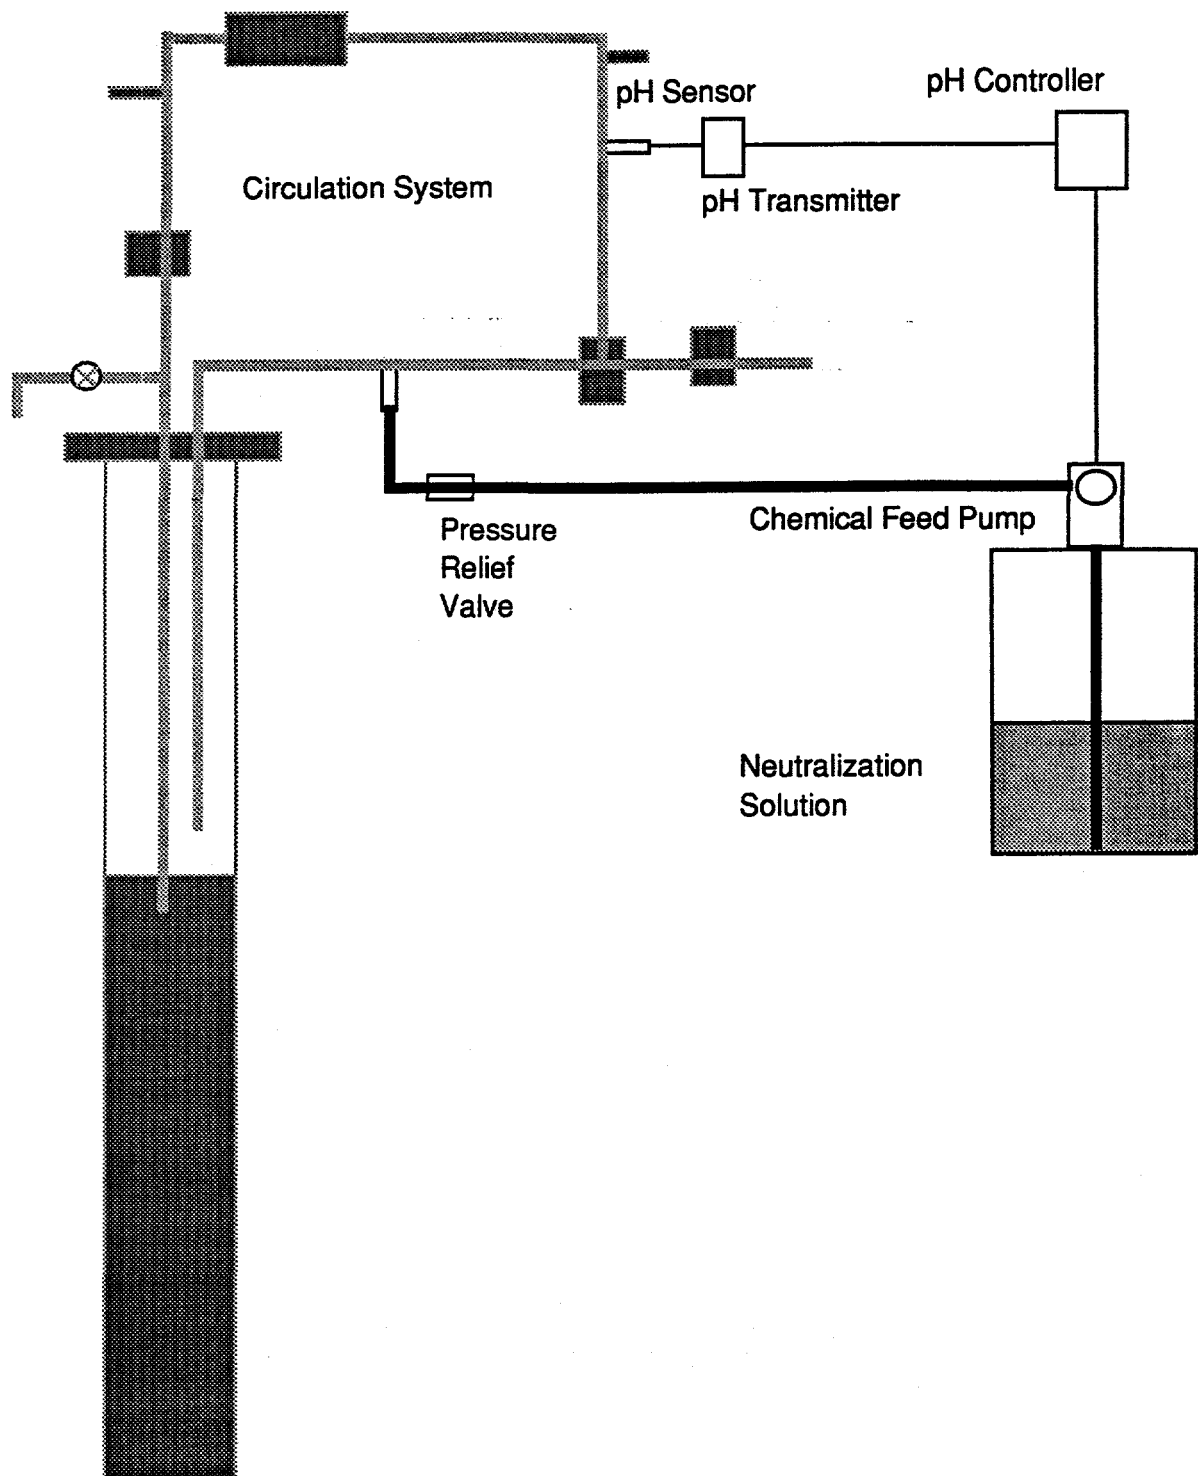 pH Sensor
pH Controller
Circulation System
pH Transmitter
Chemical Feed Pump
Pressure
Relief
Valve
Neutralization
Solution